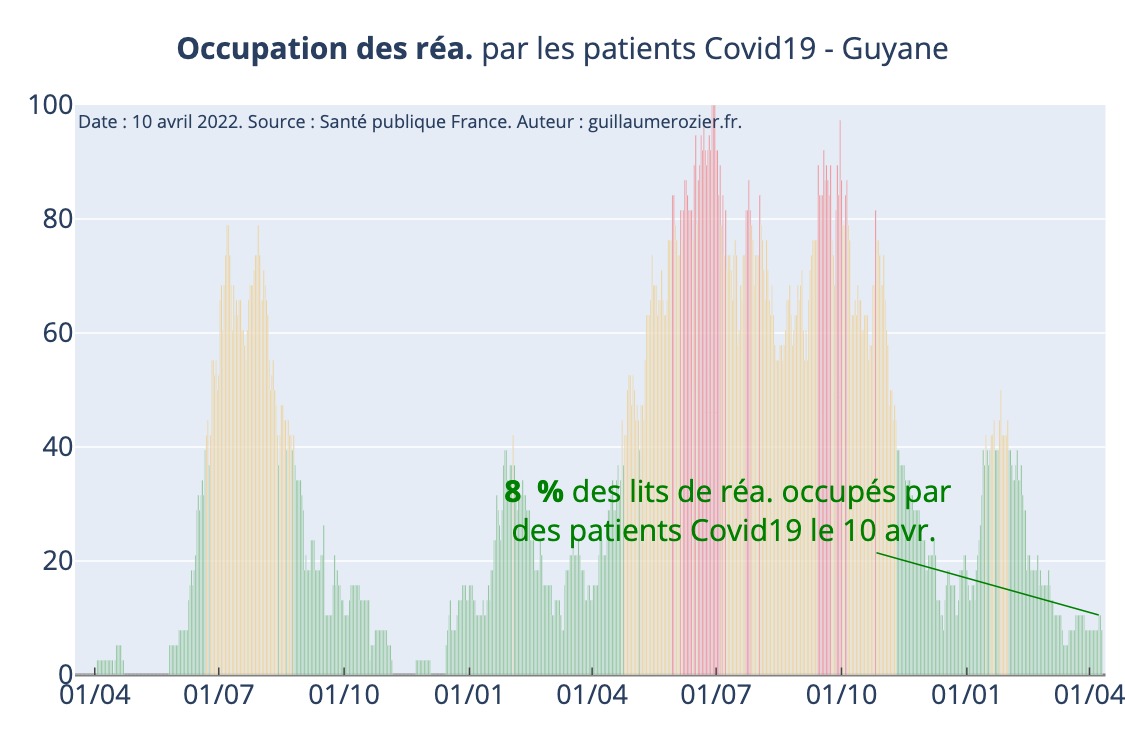 Occupation des réa. par les patients Covid19 - Guyane
100
Date : 10 avril 2022. Source : Santé publique France. Auteur : guillaumerozier.fr.
80
60
40
8 % des lits de réa. occupés par
des patients Covid19 le 10 avr.
20
0
01/04 01/07 01/10 01/01 01/04 01/07 01/10 01/01 01/04